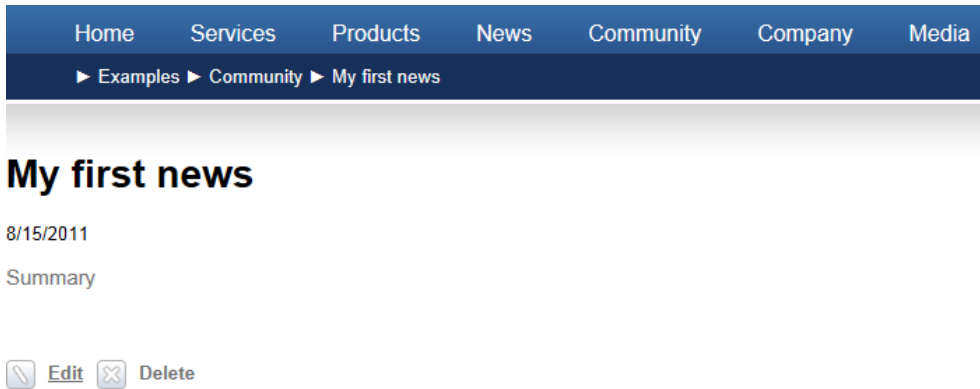 Home Services Products News Community Company Media
► Examples ► Community ► My first news
My first news
8/15/2011
Summary
Edit Delete